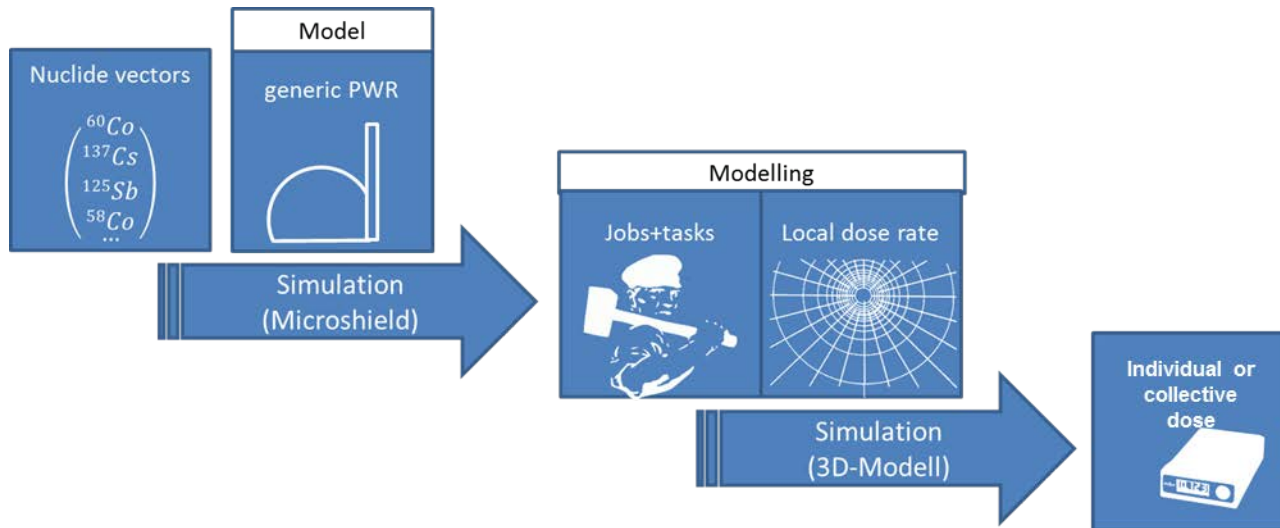 Nuclide vectors
⁶⁰Co
¹³⁷Cs
¹²⁵Sb
⁵⁸Co
...
Model
generic PWR
Simulation
(Microshield)
Modelling
Jobs+tasks
Local dose rate
Simulation
(3D-Modell)
Individual or
collective
dose